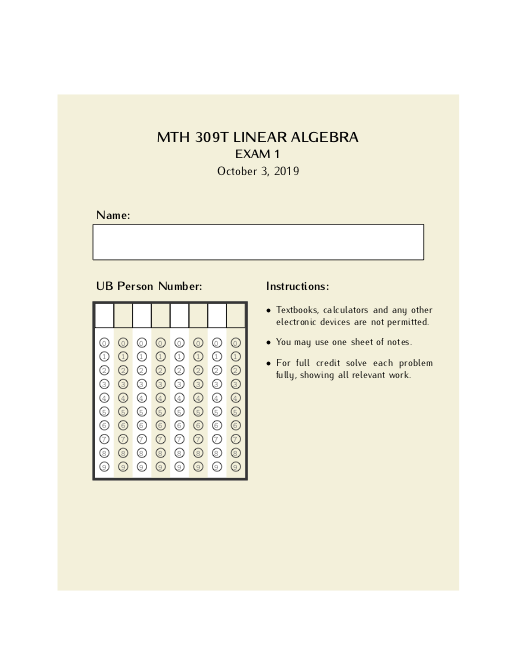 MTH 309T LINEAR ALGEBRA
EXAM 1
October 3, 2019
Name:
UB Person Number:
0 0 0 0 0 0 0 0
1 1 1 1 1 1 1 1
2 2 2 2 2 2 2 2
3 3 3 3 3 3 3 3
4 4 4 4 4 4 4 4
5 5 5 5 5 5 5 5
6 6 6 6 6 6 6 6
7 7 7 7 7 7 7 7
8 8 8 8 8 8 8 8
9 9 9 9 9 9 9 9
Instructions:
• Textbooks, calculators and any other
electronic devices are not permitted.
• You may use one sheet of notes.
• For full credit solve each problem
fully, showing all relevant work.